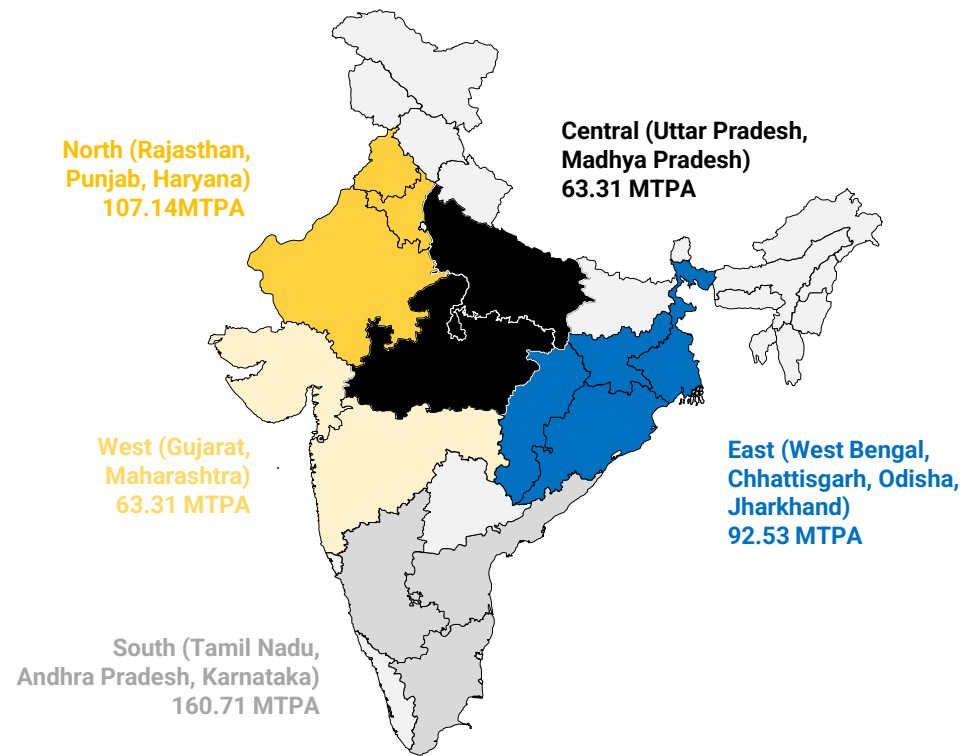 North (Rajasthan,
Punjab, Haryana)
107.14MTPA
Central (Uttar Pradesh,
Madhya Pradesh)
63.31 MTPA
West (Gujarat,
Maharashtra)
63.31 MTPA
East (West Bengal,
Chhattisgarh, Odisha,
Jharkhand)
92.53 MTPA
South (Tamil Nadu,
Andhra Pradesh, Karnataka)
160.71 MTPA